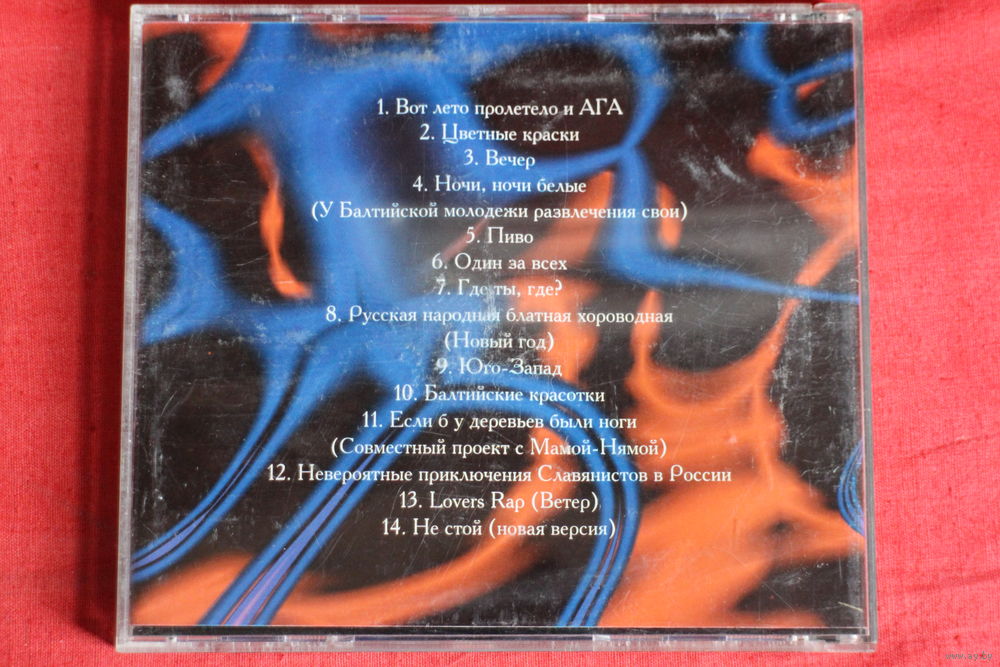 1. Вот лето пролетело и АГА
2. Цветные краски
3. Вечер
4. Ночи, ночи белые
(У Балтийской молодежи развлечения свои)
5. Пиво
6. Один за всех
7. Где ты, где?
8. Русская народная блатная хороводная
(Новый год)
9. Юго-Запад
10. Балтийские красотки
11. Если б у деревьев были ноги
(Совместный проект с Мамой-Нямой)
12. Невероятные приключения Славянистов в России
13. Lovers Rap (Ветер)
14. Не стой (новая версия)
www.ay.by